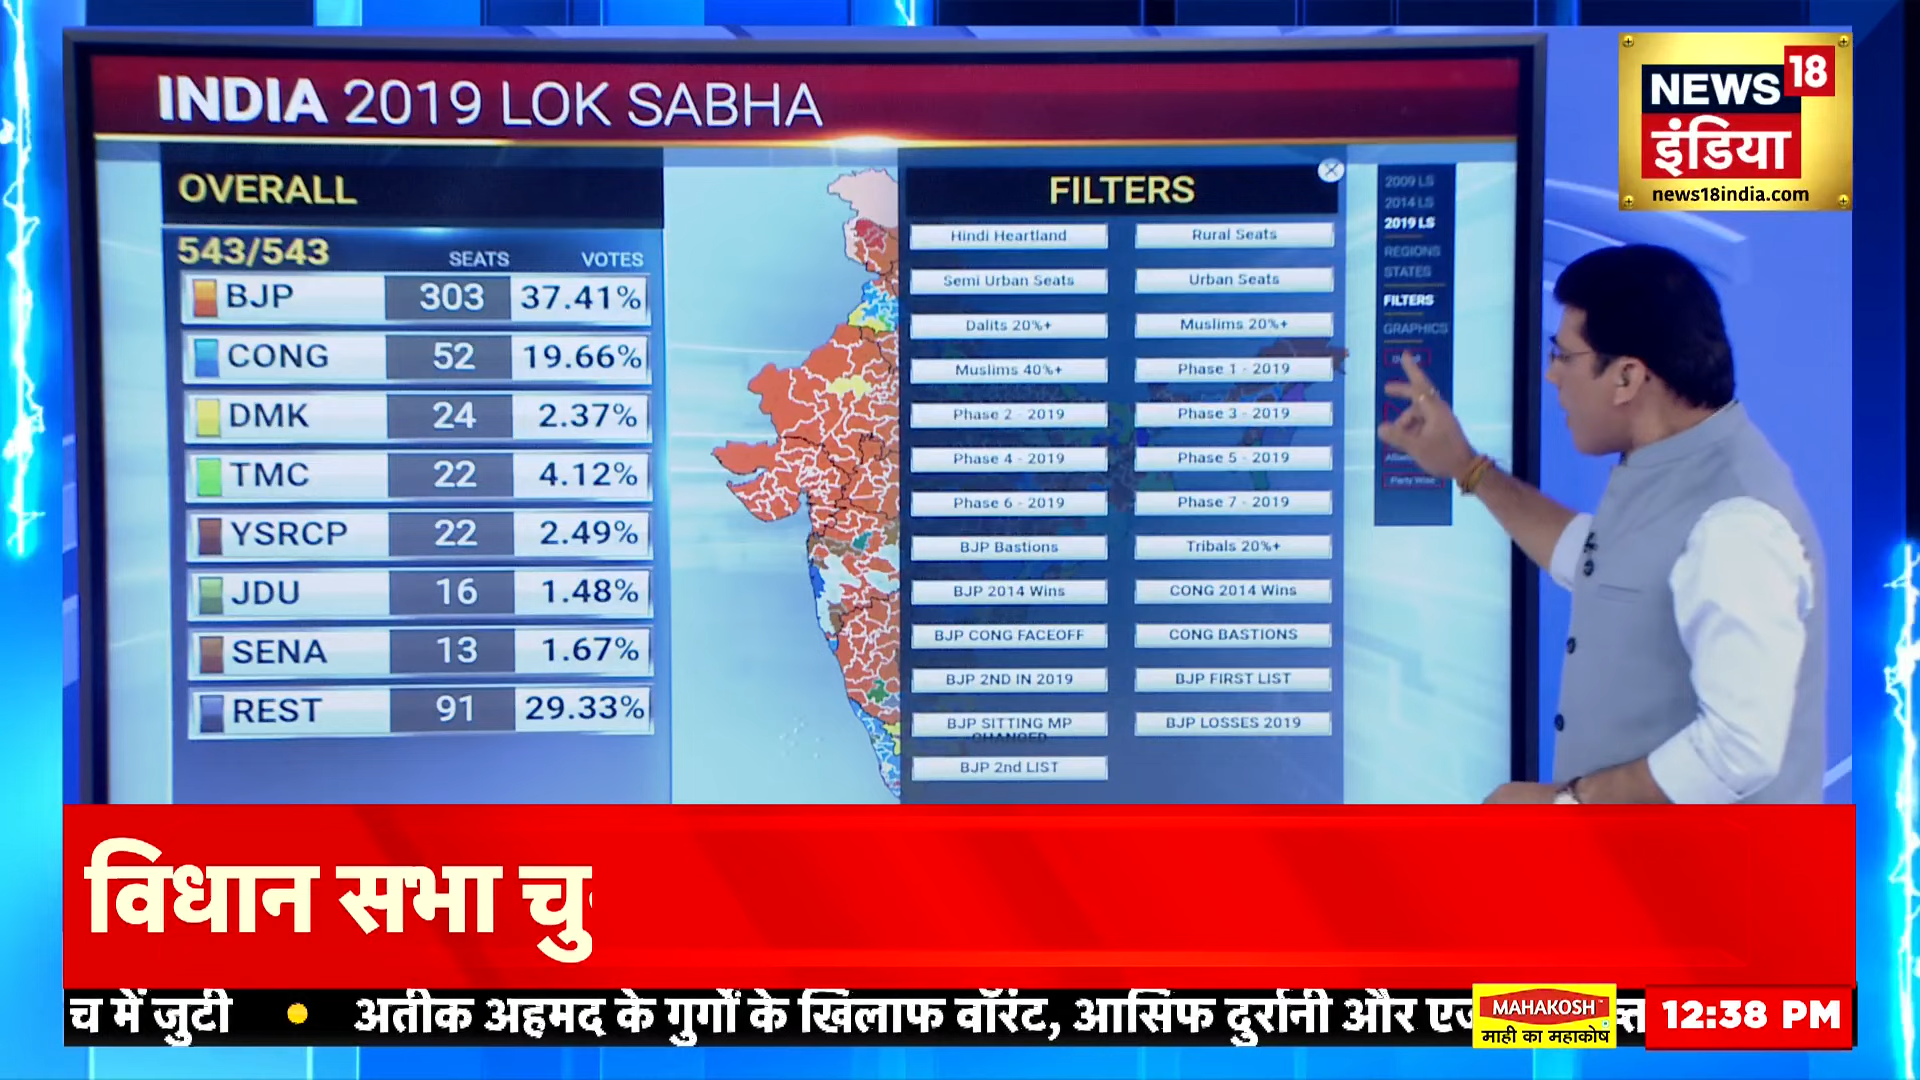 INDIA 2019 LOK SABHA
NEWS 18
इंडिया
news18india.com
OVERALL
543/543 SEATS VOTES
BJP 303 37.41%
CONG 52 19.66%
DMK 24 2.37%
TMC 22 4.12%
YSRCP 22 2.49%
JDU 16 1.48%
SENA 13 1.67%
REST 91 29.33%
FILTERS
Hindi Heartland Rural Seats
Semi Urban Seats Urban Seats
Dalits 20%+ Muslims 20%+
Muslims 40%+ Phase 1 - 2019
Phase 2 - 2019 Phase 3 - 2019
Phase 4 - 2019 Phase 5 - 2019
Phase 6 - 2019 Phase 7 - 2019
BJP Bastions Tribals 20%+
BJP 2014 Wins CONG 2014 Wins
BJP CONG FACEOFF CONG BASTIONS
BJP 2ND IN 2019 BJP FIRST LIST
BJP SITTING MP CHANGED BJP LOSSES 2019
BJP 2nd LIST
2009 LS
2014 LS
2019 LS
REGIONS
STATES
FILTERS
GRAPHICS
Party Wise
विधान सभा
च में जुटी • अतीक अहमद के गुर्गों के खिलाफ वॉरंट, आसिफ दुर्रानी और
MAHAKOSH
माही का महाकोष
12:38 PM